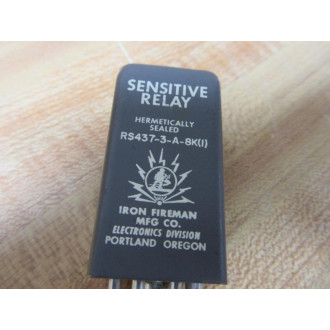 SENSITIVE
RELAY
HERMETICALLY
SEALED
RS437-3-A-8K(I)
IRON FIREMAN
MFG CO.
ELECTRONICS DIVISION
PORTLAND OREGON